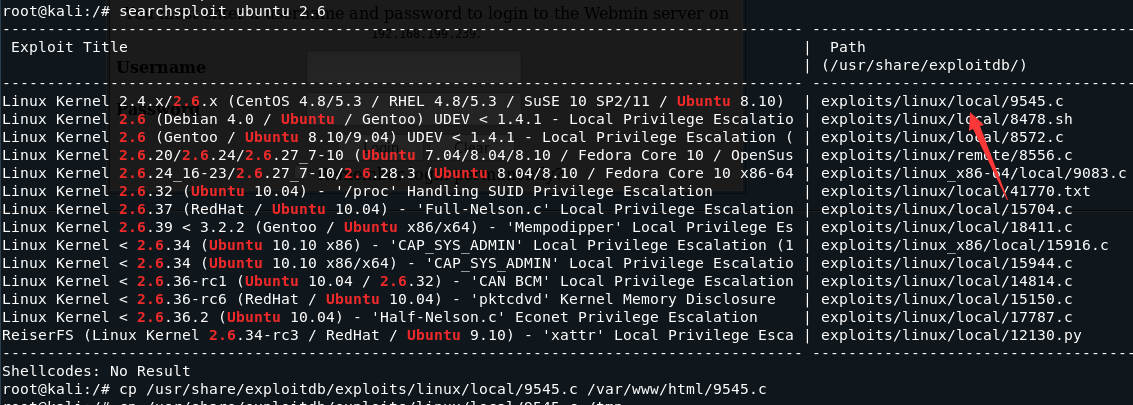 root@kali:/# searchsploit ubuntu 2.6
and password to login to the Webmin server on
192.168.199.239.
----------------------------------------------------------------------------------------- ------------------------------------
Exploit Title | Path
| (/usr/share/exploitdb/)
Username
----------------------------------------------------------------------------------------- ------------------------------------
Linux Kernel 2.4.x/2.6.x (CentOS 4.8/5.3 / RHEL 4.8/5.3 / SuSE 10 SP2/11 / Ubuntu 8.10) | exploits/linux/local/9545.c
Linux Kernel 2.6 (Debian 4.0 / Ubuntu / Gentoo) UDEV < 1.4.1 - Local Privilege Escalatio | exploits/linux/local/8478.sh
Linux Kernel 2.6 (Gentoo / Ubuntu 8.10/9.04) UDEV < 1.4.1 - Local Privilege Escalation ( | exploits/linux/local/8572.c
Linux Kernel 2.6.20/2.6.24/2.6.27_7-10 (Ubuntu 7.04/8.04/8.10 / Fedora Core 10 / OpenSus | exploits/linux/remote/8556.c
Linux Kernel 2.6.24_16-23/2.6.27_7-10/2.6.28.3 (Ubuntu 8.04/8.10 / Fedora Core 10 x86-64 | exploits/linux_x86-64/local/9083.c
Linux Kernel 2.6.32 (Ubuntu 10.04) - '/proc' Handling SUID Privilege Escalation | exploits/linux/local/41770.txt
Linux Kernel 2.6.37 (RedHat / Ubuntu 10.04) - 'Full-Nelson.c' Local Privilege Escalation | exploits/linux/local/15704.c
Linux Kernel 2.6.39 < 3.2.2 (Gentoo / Ubuntu x86/x64) - 'Mempodipper' Local Privilege Es | exploits/linux/local/18411.c
Linux Kernel < 2.6.34 (Ubuntu 10.10 x86) - 'CAP_SYS_ADMIN' Local Privilege Escalation (1 | exploits/linux_x86/local/15916.c
Linux Kernel < 2.6.34 (Ubuntu 10.10 x86/x64) - 'CAP_SYS_ADMIN' Local Privilege Escalatio | exploits/linux/local/15944.c
Linux Kernel < 2.6.36-rc1 (Ubuntu 10.04 / 2.6.32) - 'CAN BCM' Local Privilege Escalation | exploits/linux/local/14814.c
Linux Kernel < 2.6.36-rc6 (RedHat / Ubuntu 10.04) - 'pktcdvd' Kernel Memory Disclosure | exploits/linux/local/15150.c
Linux Kernel < 2.6.36.2 (Ubuntu 10.04) - 'Half-Nelson.c' Econet Privilege Escalation | exploits/linux/local/17787.c
ReiserFS (Linux Kernel 2.6.34-rc3 / RedHat / Ubuntu 9.10) - 'xattr' Local Privilege Esca | exploits/linux/local/12130.py
----------------------------------------------------------------------------------------- ------------------------------------
Shellcodes: No Result
root@kali:/# cp /usr/share/exploitdb/exploits/linux/local/9545.c /var/www/html/9545.c
root@kali:/# cp /usr/share/exploitdb/exploits/linux/local/9545.c /tmp